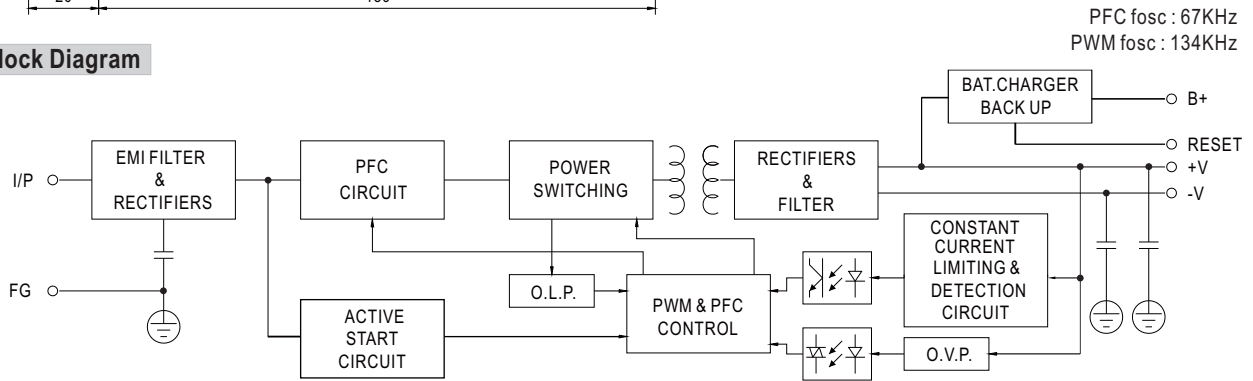 PFC fosc : 67KHz
PWM fosc : 134KHz
lock Diagram
BAT.CHARGER
BACK UP
B+
RESET
+V
-V
I/P
EMI FILTER
&
RECTIFIERS
PFC
CIRCUIT
POWER
SWITCHING
RECTIFIERS
&
FILTER
FG
ACTIVE
START
CIRCUIT
O.L.P.
PWM & PFC
CONTROL
CONSTANT
CURRENT
LIMITING &
DETECTION
CIRCUIT
O.V.P.